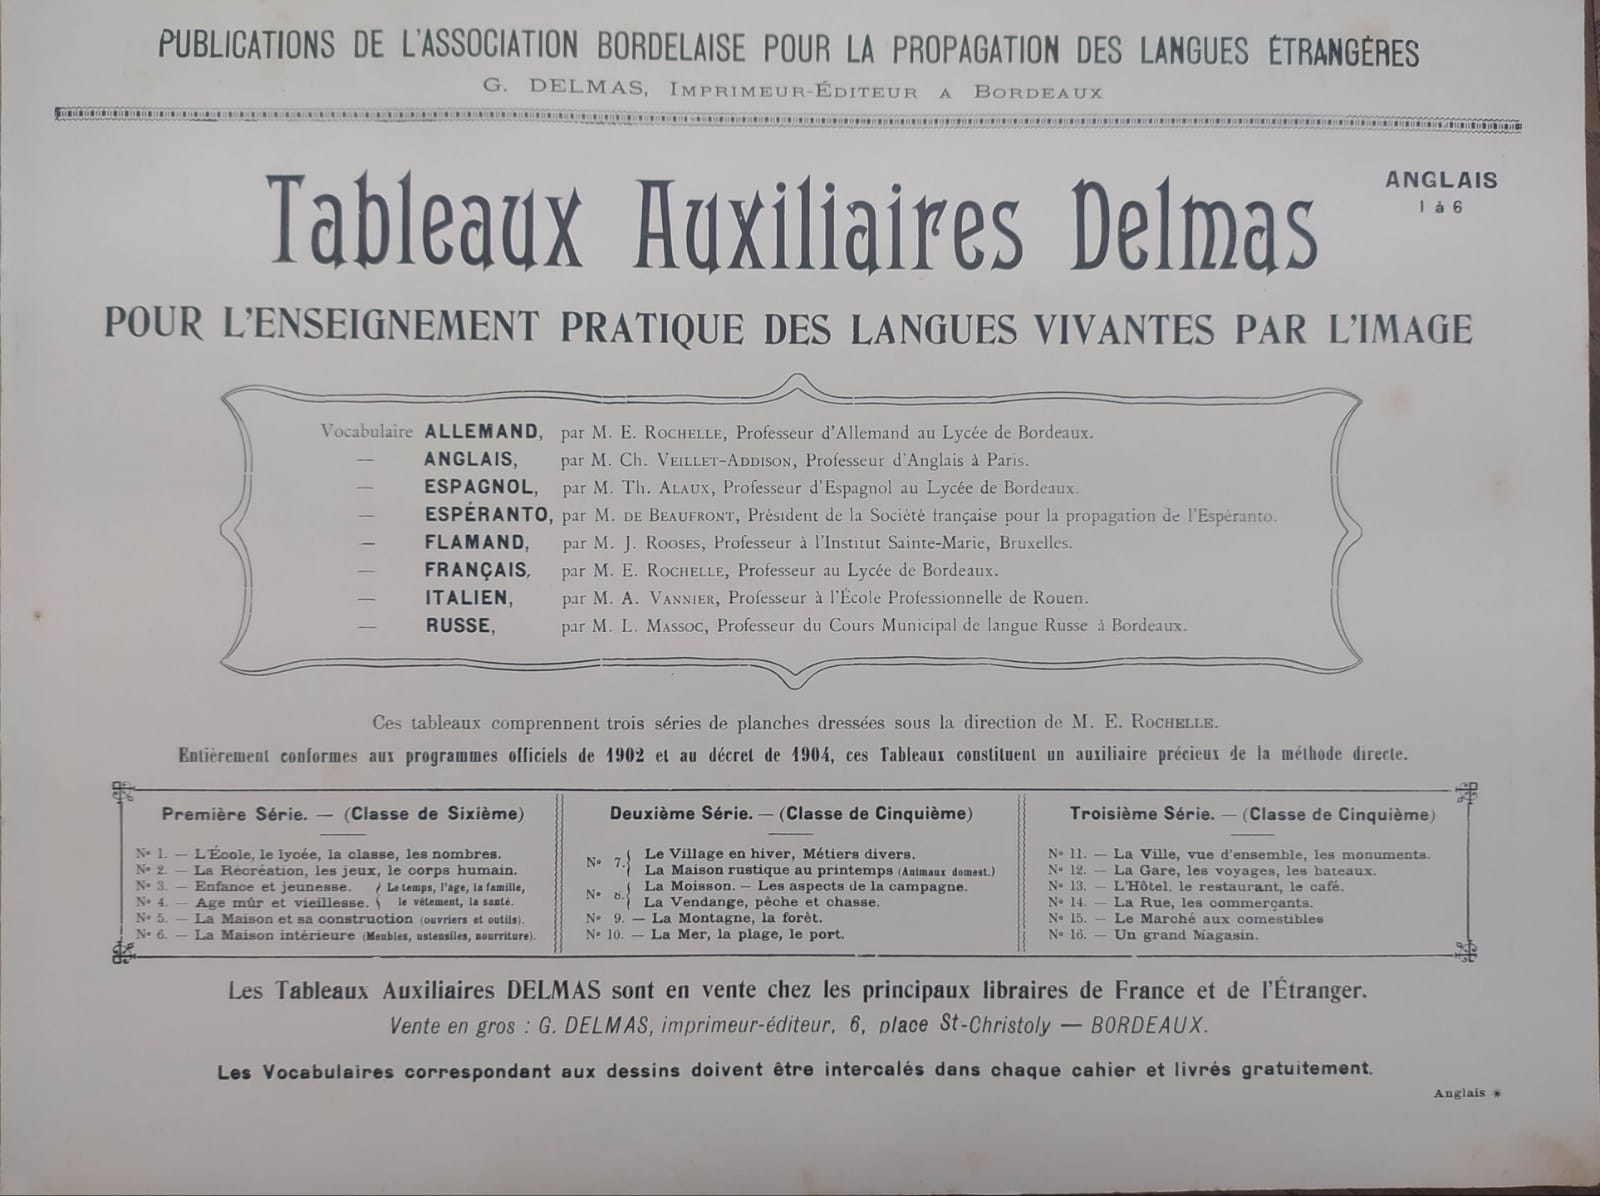 PUBLICATIONS DE L'ASSOCIATION BORDELAISE POUR LA PROPAGATION DES LANGUES ÉTRANGÈRES
G. DELMAS, IMPRIMEUR-ÉDITEUR A BORDEAUX
ANGLAIS
1 à 6
Tableaux Auxiliaires Delmas
POUR L'ENSEIGNEMENT PRATIQUE DES LANGUES VIVANTES PAR L'IMAGE
Vocabulaire ALLEMAND, par M. E. ROCHELLE, Professeur d'Allemand au Lycée de Bordeaux.
— ANGLAIS, par M. Ch. VEILLET-ADDISON, Professeur d'Anglais à Paris.
— ESPAGNOL, par M. Th. ALAUX, Professeur d'Espagnol au Lycée de Bordeaux.
— ESPÉRANTO, par M. DE BEAUFRONT, Président de la Société française pour la propagation de l'Espéranto.
— FLAMAND, par M. J. ROOSES, Professeur à l'Institut Sainte-Marie, Bruxelles.
— FRANÇAIS, par M. E. ROCHELLE, Professeur au Lycée de Bordeaux.
— ITALIEN, par M. A. VANNIER, Professeur à l'École Professionnelle de Rouen.
— RUSSE, par M. L. MASSOC, Professeur du Cours Municipal de langue Russe à Bordeaux.
Ces tableaux comprennent trois séries de planches dressées sous la direction de M. E. ROCHELLE.
Entièrement conformes aux programmes officiels de 1902 et au décret de 1904, ces Tableaux constituent un auxiliaire précieux de la méthode directe.
Première Série. — (Classe de Sixième)
Nº 1. — L'École, le lycée, la classe, les nombres.
Nº 2. — La Récréation, les jeux, le corps humain.
Nº 3. — Enfance et jeunesse. { Le temps, l'âge, la famille,
Nº 4. — Age mûr et vieillesse. { le vêtement, la santé.
Nº 5. — La Maison et sa construction (ouvriers et outils).
Nº 6. — La Maison intérieure (Meubles, ustensiles, nourriture).
Deuxième Série. — (Classe de Cinquième)
Nº 7. { Le Village en hiver, Métiers divers.
La Maison rustique au printemps (Animaux domest.)
Nº 8. { La Moisson. — Les aspects de la campagne.
La Vendange, pêche et chasse.
Nº 9. — La Montagne, la forêt.
Nº 10. — La Mer, la plage, le port.
Troisième Série. — (Classe de Cinquième)
Nº 11. — La Ville, vue d'ensemble, les monuments.
Nº 12. — La Gare, les voyages, les bateaux.
Nº 13. — L'Hôtel, le restaurant, le café.
Nº 14. — La Rue, les commerçants.
Nº 15. — Le Marché aux comestibles
Nº 16. — Un grand Magasin.
Les Tableaux Auxiliaires DELMAS sont en vente chez les principaux libraires de France et de l'Étranger.
Vente en gros : G. DELMAS, imprimeur-éditeur, 6, place St-Christoly — BORDEAUX.
Les Vocabulaires correspondant aux dessins doivent être intercalés dans chaque cahier et livrés gratuitement.
Anglais *